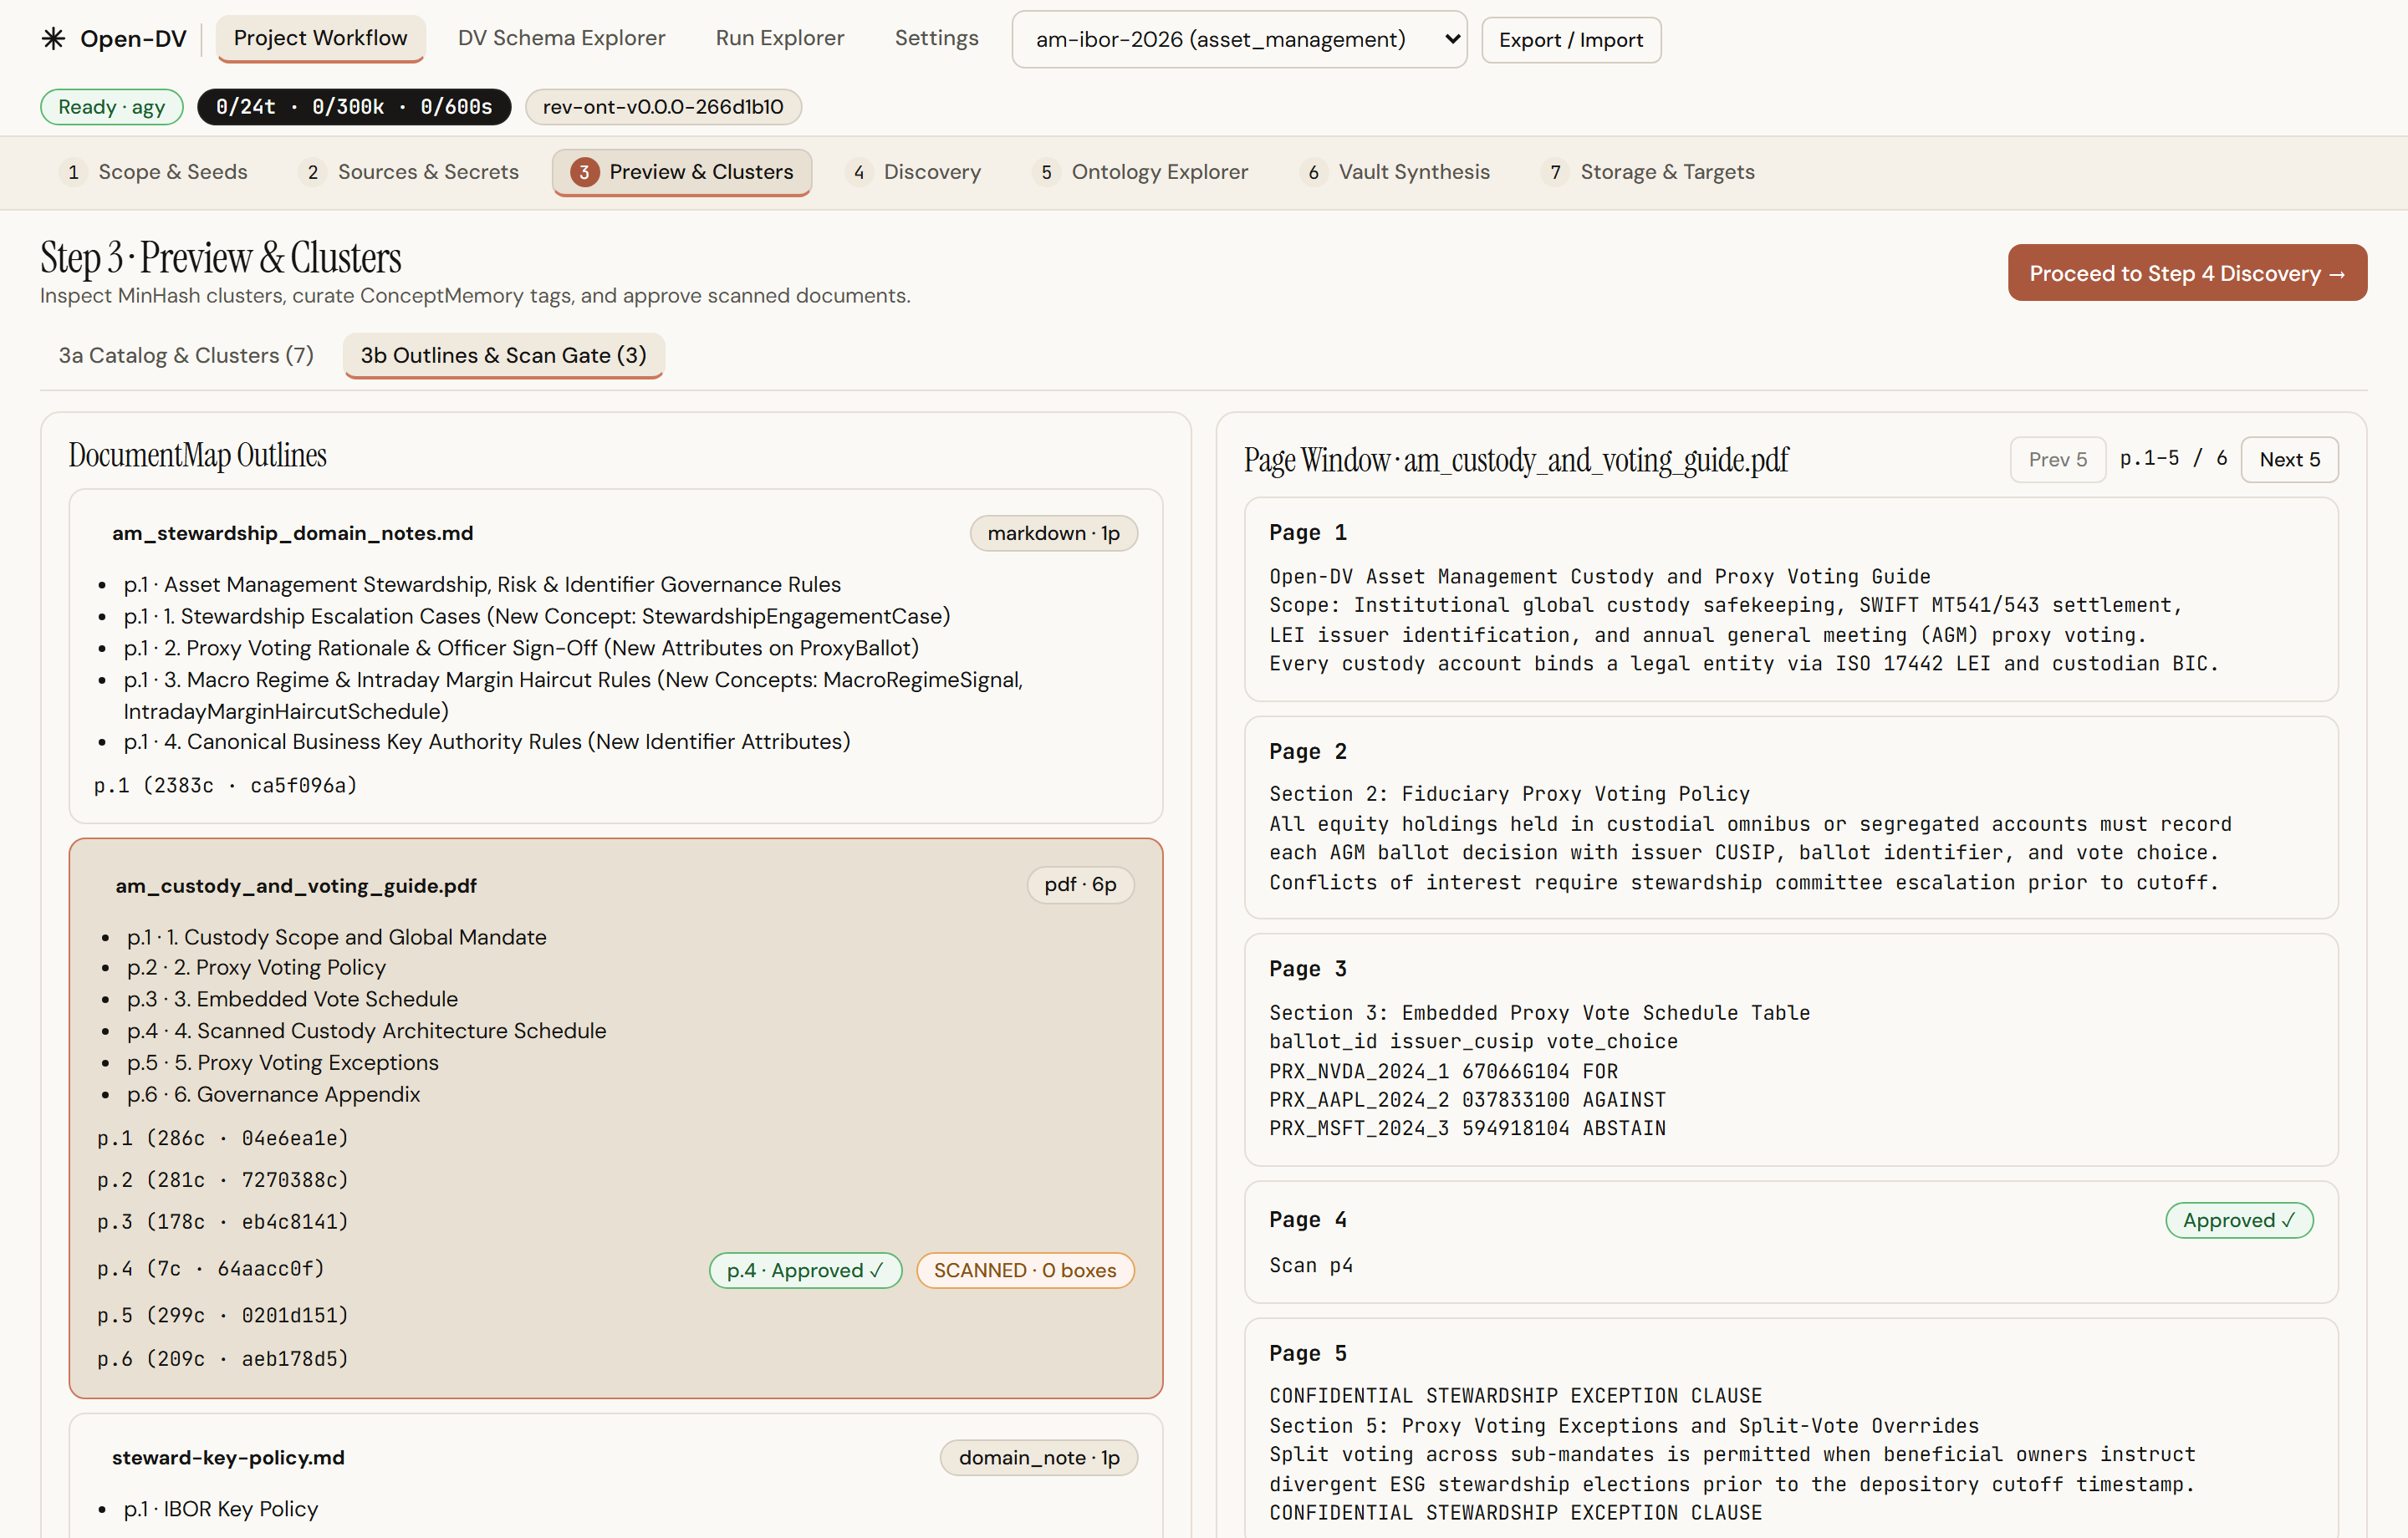 Open-DV
Project Workflow
DV Schema Explorer
Run Explorer
Settings
am-ibor-2026 (asset_management)
Export / Import
Ready · agy
0/24t · 0/300k · 0/600s
rev-ont-v0.0.0-266d1b10
1 Scope & Seeds
2 Sources & Secrets
3 Preview & Clusters
4 Discovery
5 Ontology Explorer
6 Vault Synthesis
7 Storage & Targets
Step 3 · Preview & Clusters
Inspect MinHash clusters, curate ConceptMemory tags, and approve scanned documents.
Proceed to Step 4 Discovery →
3a Catalog & Clusters (7)
3b Outlines & Scan Gate (3)
DocumentMap Outlines
am_stewardship_domain_notes.md
markdown · 1p
• p.1 · Asset Management Stewardship, Risk & Identifier Governance Rules
• p.1 · 1. Stewardship Escalation Cases (New Concept: StewardshipEngagementCase)
• p.1 · 2. Proxy Voting Rationale & Officer Sign-Off (New Attributes on ProxyBallot)
• p.1 · 3. Macro Regime & Intraday Margin Haircut Rules (New Concepts: MacroRegimeSignal,
IntradayMarginHaircutSchedule)
• p.1 · 4. Canonical Business Key Authority Rules (New Identifier Attributes)
p.1 (2383c · ca5f096a)
am_custody_and_voting_guide.pdf
pdf · 6p
• p.1 · 1. Custody Scope and Global Mandate
• p.2 · 2. Proxy Voting Policy
• p.3 · 3. Embedded Vote Schedule
• p.4 · 4. Scanned Custody Architecture Schedule
• p.5 · 5. Proxy Voting Exceptions
• p.6 · 6. Governance Appendix
p.1 (286c · 04e6ea1e)
p.2 (281c · 7270388c)
p.3 (178c · eb4c8141)
p.4 (7c · 64aacc0f)
p.4 · Approved ✓
SCANNED · 0 boxes
p.5 (299c · 0201d151)
p.6 (209c · aeb178d5)
steward-key-policy.md
domain_note · 1p
• p.1 · IBOR Key Policy
Page Window · am_custody_and_voting_guide.pdf
Prev 5
p.1–5 / 6
Next 5
Page 1
Open-DV Asset Management Custody and Proxy Voting Guide
Scope: Institutional global custody safekeeping, SWIFT MT541/543 settlement,
LEI issuer identification, and annual general meeting (AGM) proxy voting.
Every custody account binds a legal entity via ISO 17442 LEI and custodian BIC.
Page 2
Section 2: Fiduciary Proxy Voting Policy
All equity holdings held in custodial omnibus or segregated accounts must record
each AGM ballot decision with issuer CUSIP, ballot identifier, and vote choice.
Conflicts of interest require stewardship committee escalation prior to cutoff.
Page 3
Section 3: Embedded Proxy Vote Schedule Table
ballot_id issuer_cusip vote_choice
PRX_NVDA_2024_1 67066G104 FOR
PRX_AAPL_2024_2 037833100 AGAINST
PRX_MSFT_2024_3 594918104 ABSTAIN
Page 4
Approved ✓
Scan p4
Page 5
CONFIDENTIAL STEWARDSHIP EXCEPTION CLAUSE
Section 5: Proxy Voting Exceptions and Split-Vote Overrides
Split voting across sub-mandates is permitted when beneficial owners instruct
divergent ESG stewardship elections prior to the depository cutoff timestamp.
CONFIDENTIAL STEWARDSHIP EXCEPTION CLAUSE